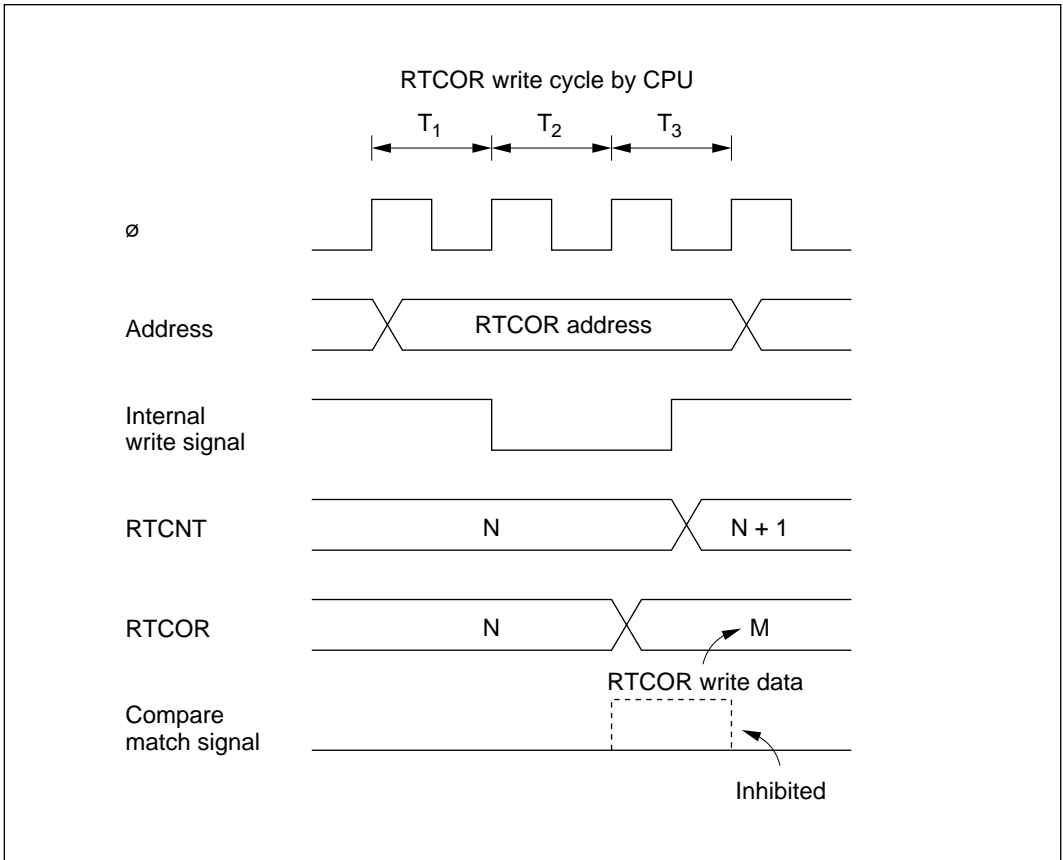 RTCOR write cycle by CPU
T1 T2 T3
ø
Address RTCOR address
Internal
write signal
RTCNT N N + 1
RTCOR N M
RTCOR write data
Compare
match signal
Inhibited